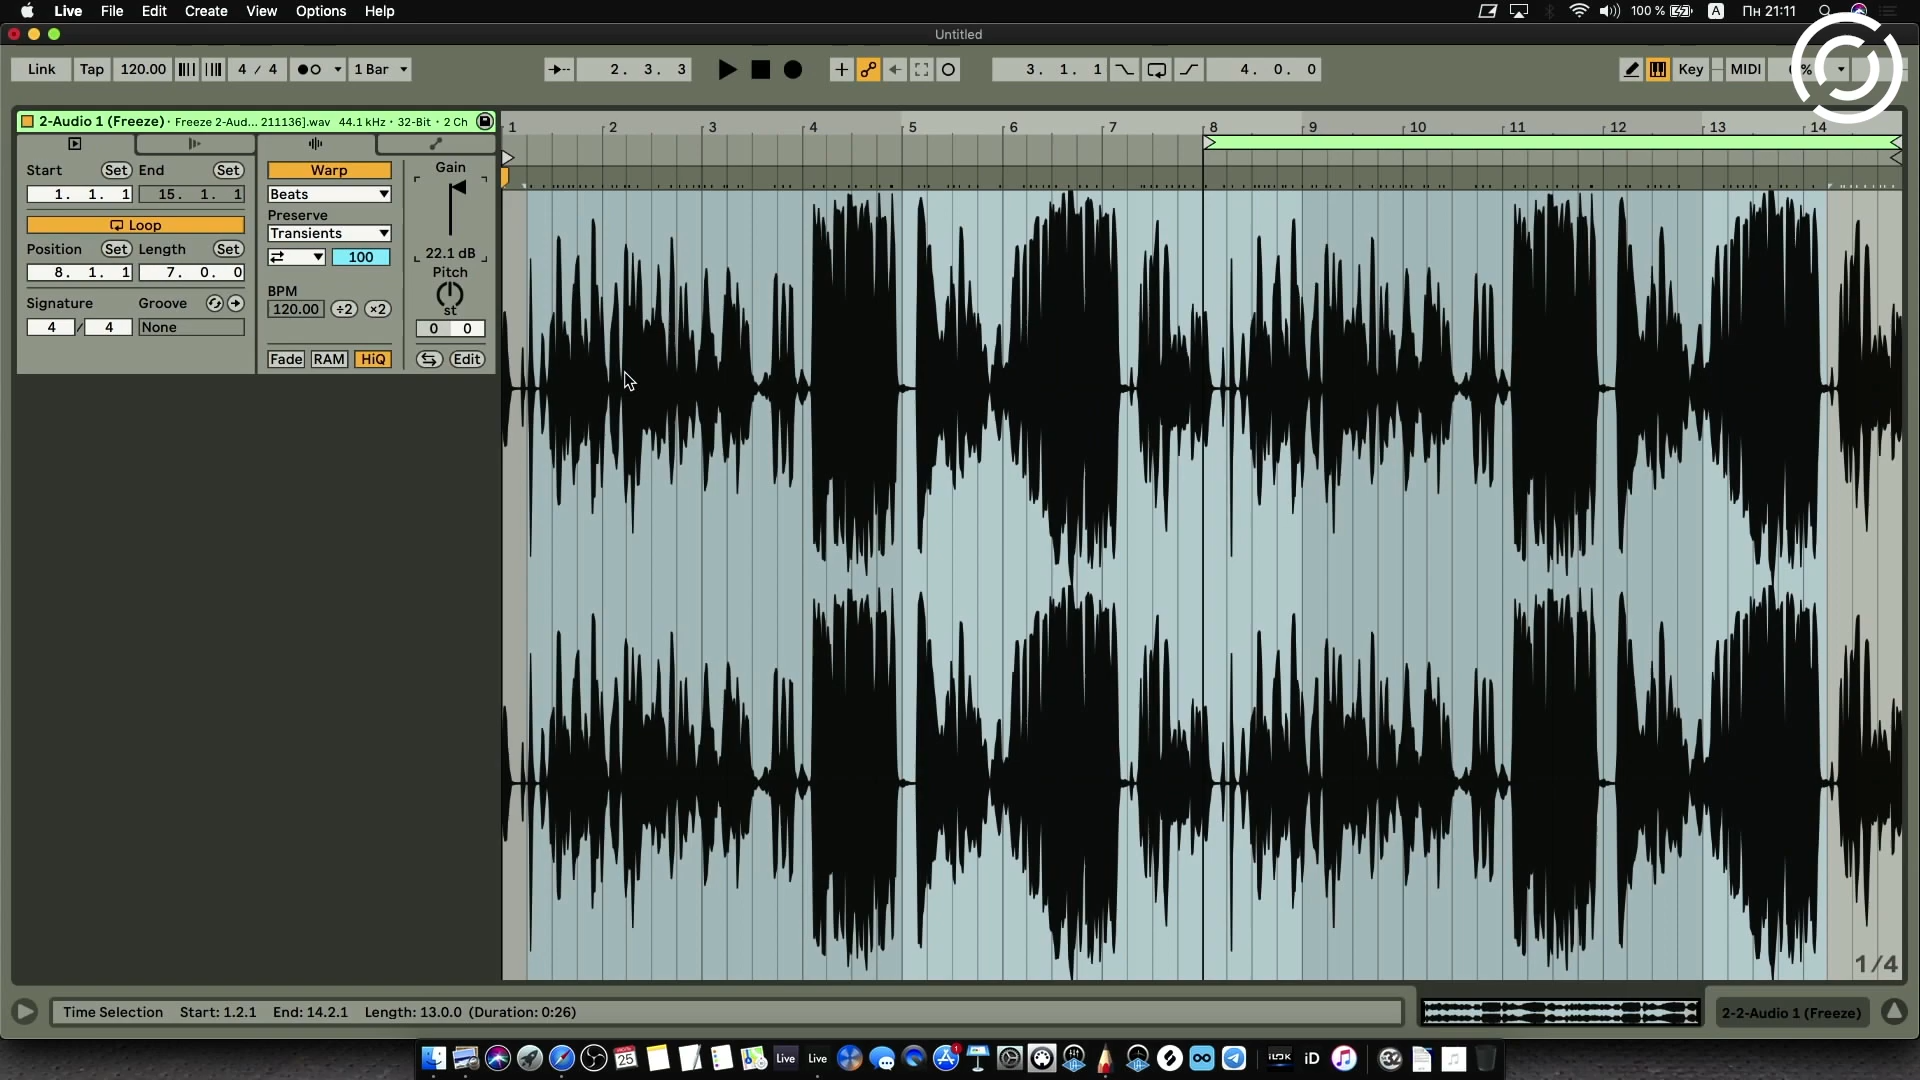 Live File Edit Create View Options Help 100 % A Пн 21:11
Untitled
Link Tap 120.00 4 / 4 1 Bar 2. 3. 3 3. 1. 1 4. 0. 0 Key MIDI
2-Audio 1 (Freeze) · Freeze 2-Aud... 211136].wav 44.1 kHz · 32-Bit · 2 Ch
1 2 3 4 5 6 7 8 9 10 11 12 13 14
Start Set End Set
1. 1. 1 15. 1. 1
Loop
Position Set Length Set
8. 1. 1 7. 0. 0
Signature Groove
4 / 4 None
Warp
Beats
Preserve
Transients
100
BPM
120.00 ÷2 ×2
Fade RAM HiQ
Gain
22.1 dB
Pitch
st
0 0
Edit
1/4
Time Selection Start: 1.2.1 End: 14.2.1 Length: 13.0.0 (Duration: 0:26)
2-2-Audio 1 (Freeze)
25 Live Live 1 iLOK iD